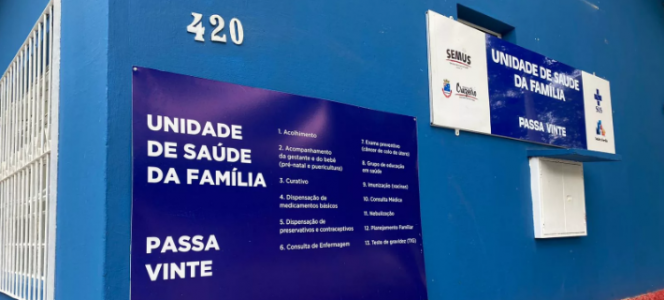 420
UNIDADE
DE SAÚDE
DA FAMÍLIA
PASSA
VINTE
1. Acolhimento
2. Acompanhamento
da gestante e do bebê
(pré-natal e puericultura)
3. Curativo
4. Dispensação de
medicamentos básicos
5. Dispensação de
preservativos e contraceptivos
6. Consulta de Enfermagem
7. Exame preventivo
(câncer de colo do útero)
8. Grupo de educação
em saúde
9. Imunização (vacinas)
10. Consulta Médica
11. Nebulização
12. Planejamento Familiar
13. Teste de gravidez (TIG)
SEMUS
UNIDADE DE SAÚDE
DA FAMÍLIA
PASSA VINTE
SUS